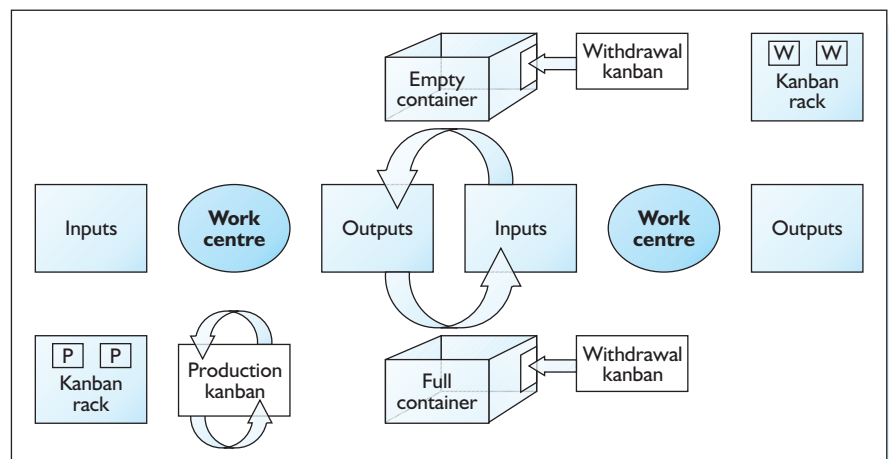 Empty
container
Withdrawal
kanban
W W
Kanban
rack
Inputs
Work
centre
Outputs
Inputs
Work
centre
Outputs
P P
Kanban
rack
Production
kanban
Full
container
Withdrawal
kanban